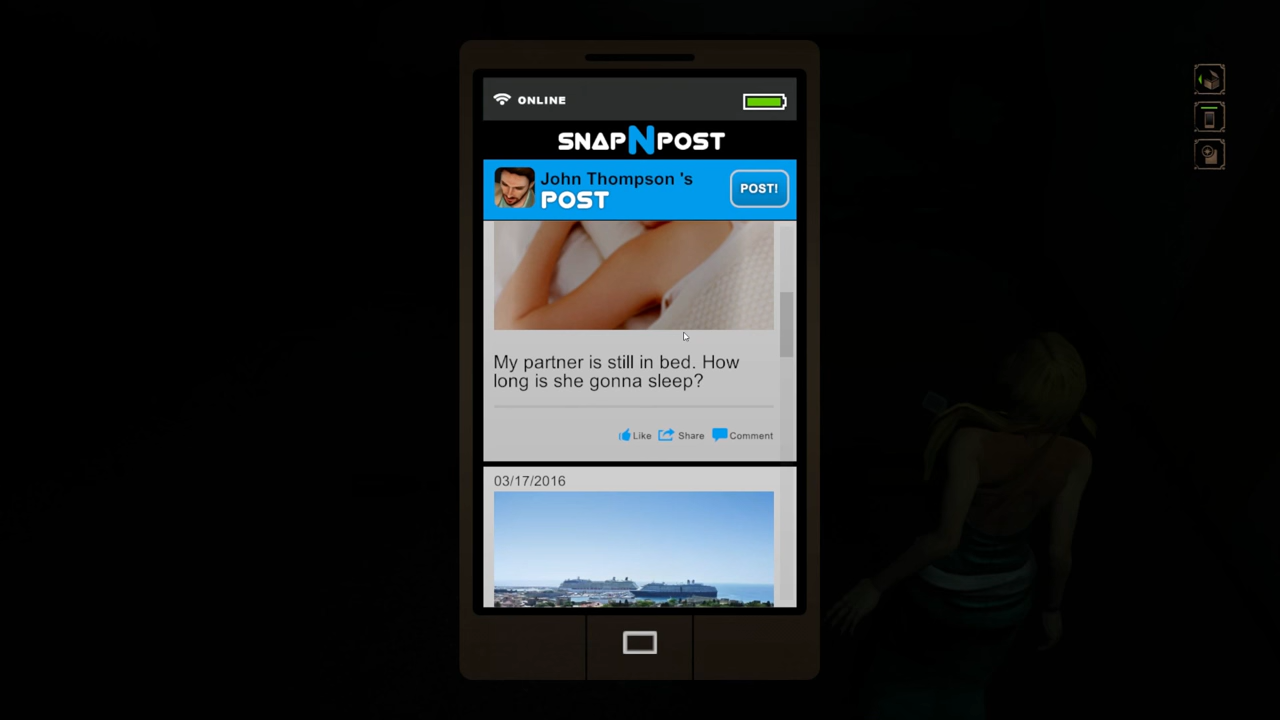 ONLINE
SNAPNPOST
John Thompson 's
POST
POST!
My partner is still in bed. How
long is she gonna sleep?
Like Share Comment
03/17/2016